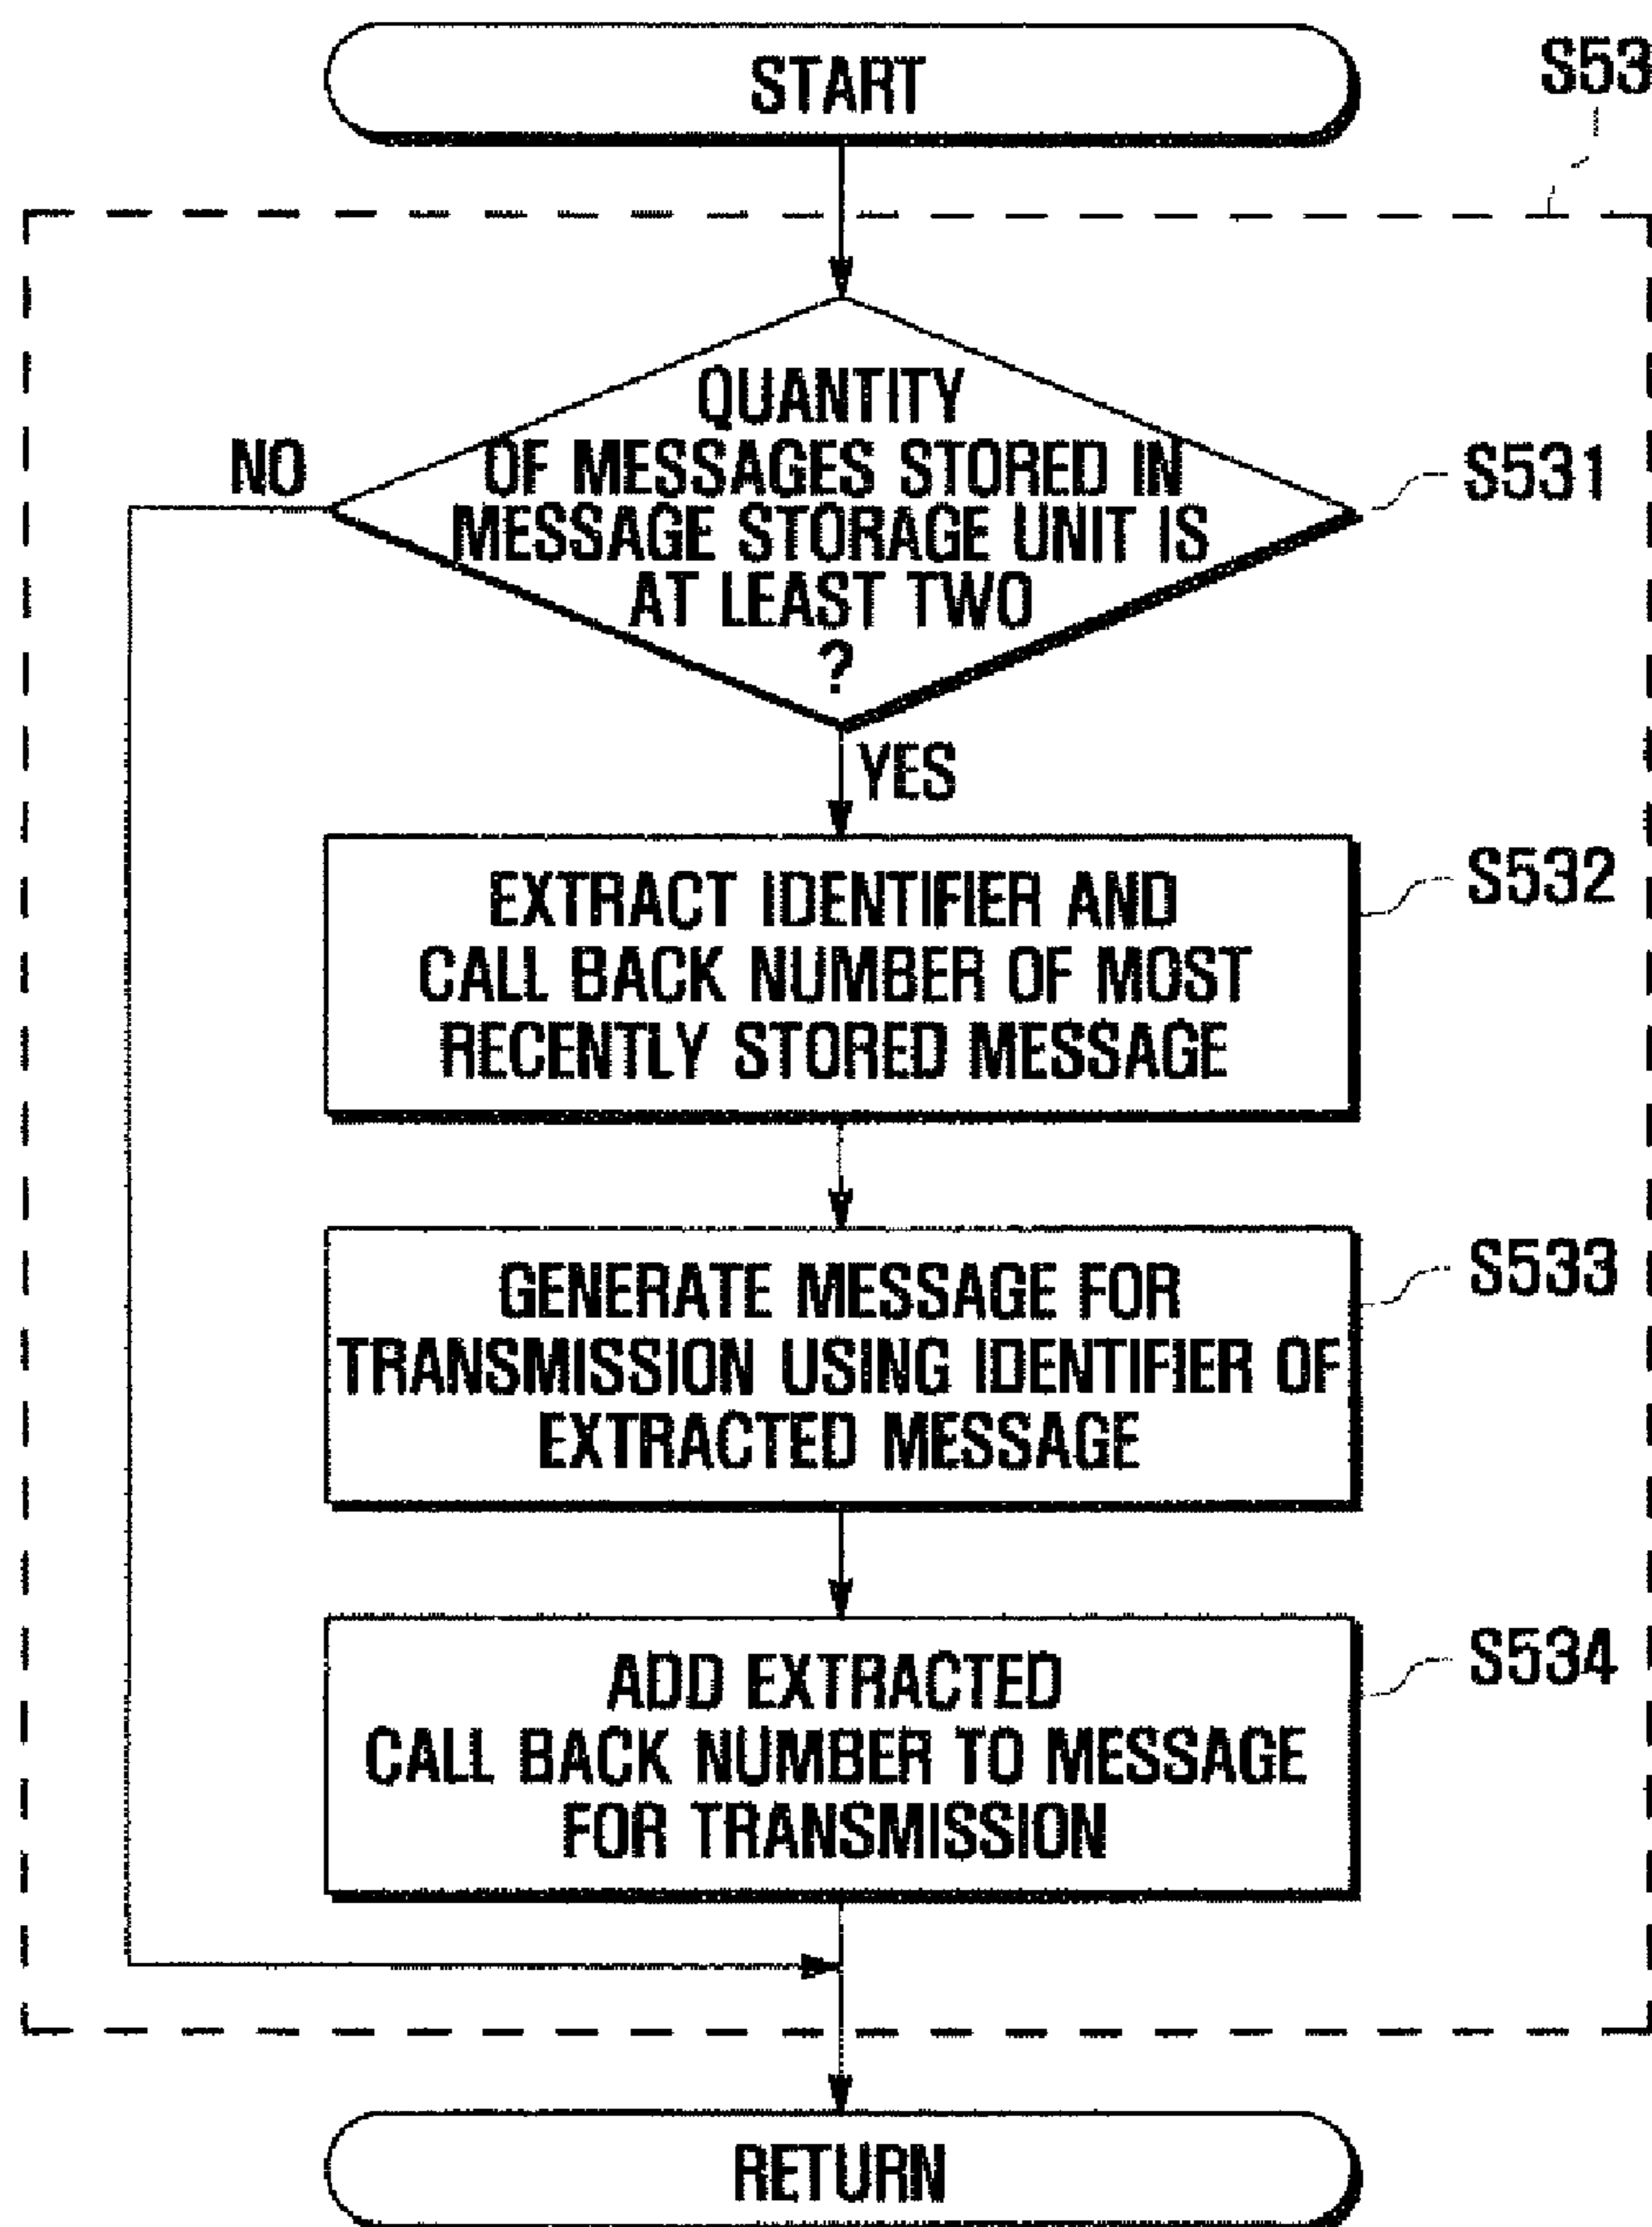 START
S53
QUANTITY
OF MESSAGES STORED IN
MESSAGE STORAGE UNIT IS
AT LEAST TWO
?
NO
S531
YES
EXTRACT IDENTIFIER AND
CALL BACK NUMBER OF MOST
RECENTLY STORED MESSAGE
S532
GENERATE MESSAGE FOR
TRANSMISSION USING IDENTIFIER OF
EXTRACTED MESSAGE
S533
ADD EXTRACTED
CALL BACK NUMBER TO MESSAGE
FOR TRANSMISSION
S534
RETURN